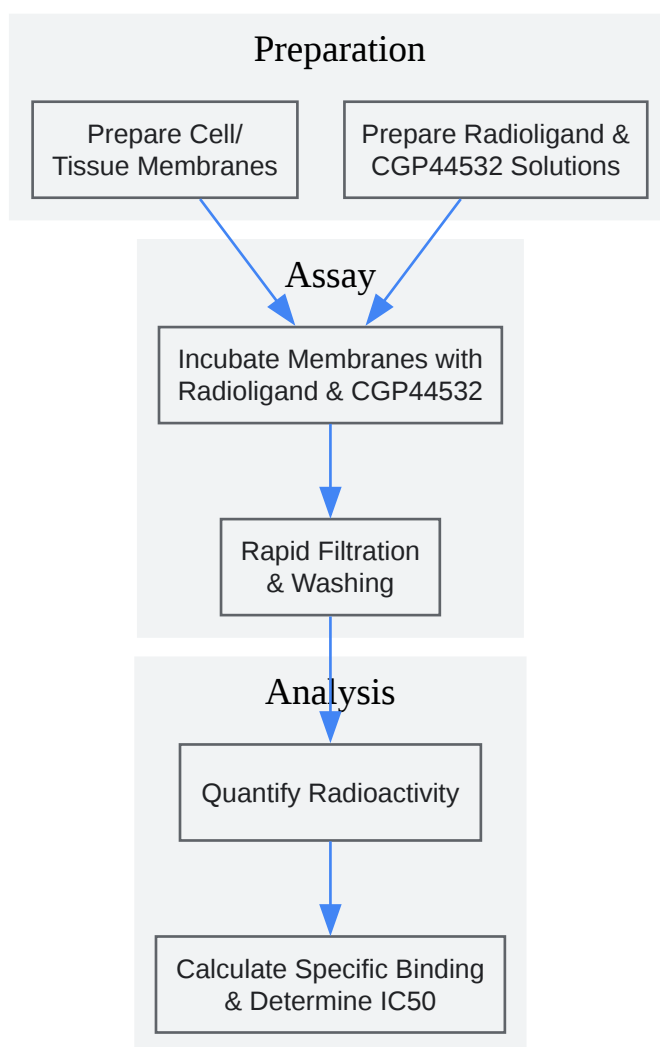 Preparation
Prepare Cell/
Tissue Membranes
Prepare Radioligand &
CGP44532 Solutions
Assay
Incubate Membranes with
Radioligand & CGP44532
Rapid Filtration
& Washing
Analysis
Quantify Radioactivity
Calculate Specific Binding
& Determine IC50